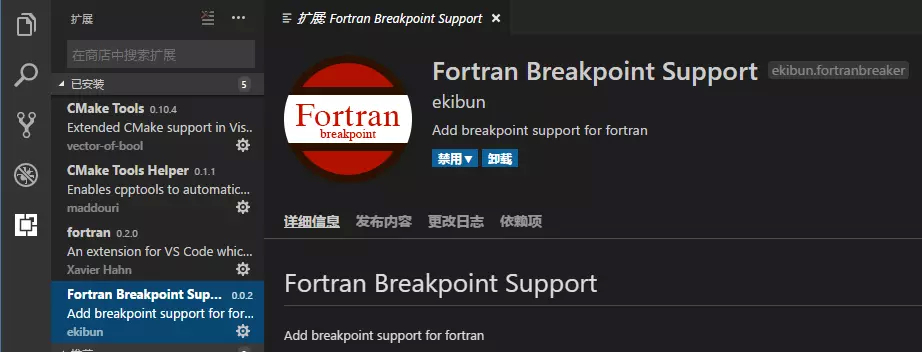 扩展
在商店中搜索扩展
已安装 5
CMake Tools 0.10.4
Extended CMake support in Vis...
vector-of-bool
CMake Tools Helper 0.1.1
Enables cpptools to automatic...
maddouri
fortran 0.2.0
An extension for VS Code whic...
Xavier Hahn
Fortran Breakpoint Sup... 0.0.2
Add breakpoint support for for...
ekibun
扩展: Fortran Breakpoint Support
Fortran
breakpoint
Fortran Breakpoint Support ekibun.fortranbreaker
ekibun
Add breakpoint support for fortran
禁用▼ 卸载
详细信息 发布内容 更改日志 依赖项
Fortran Breakpoint Support
Add breakpoint support for fortran